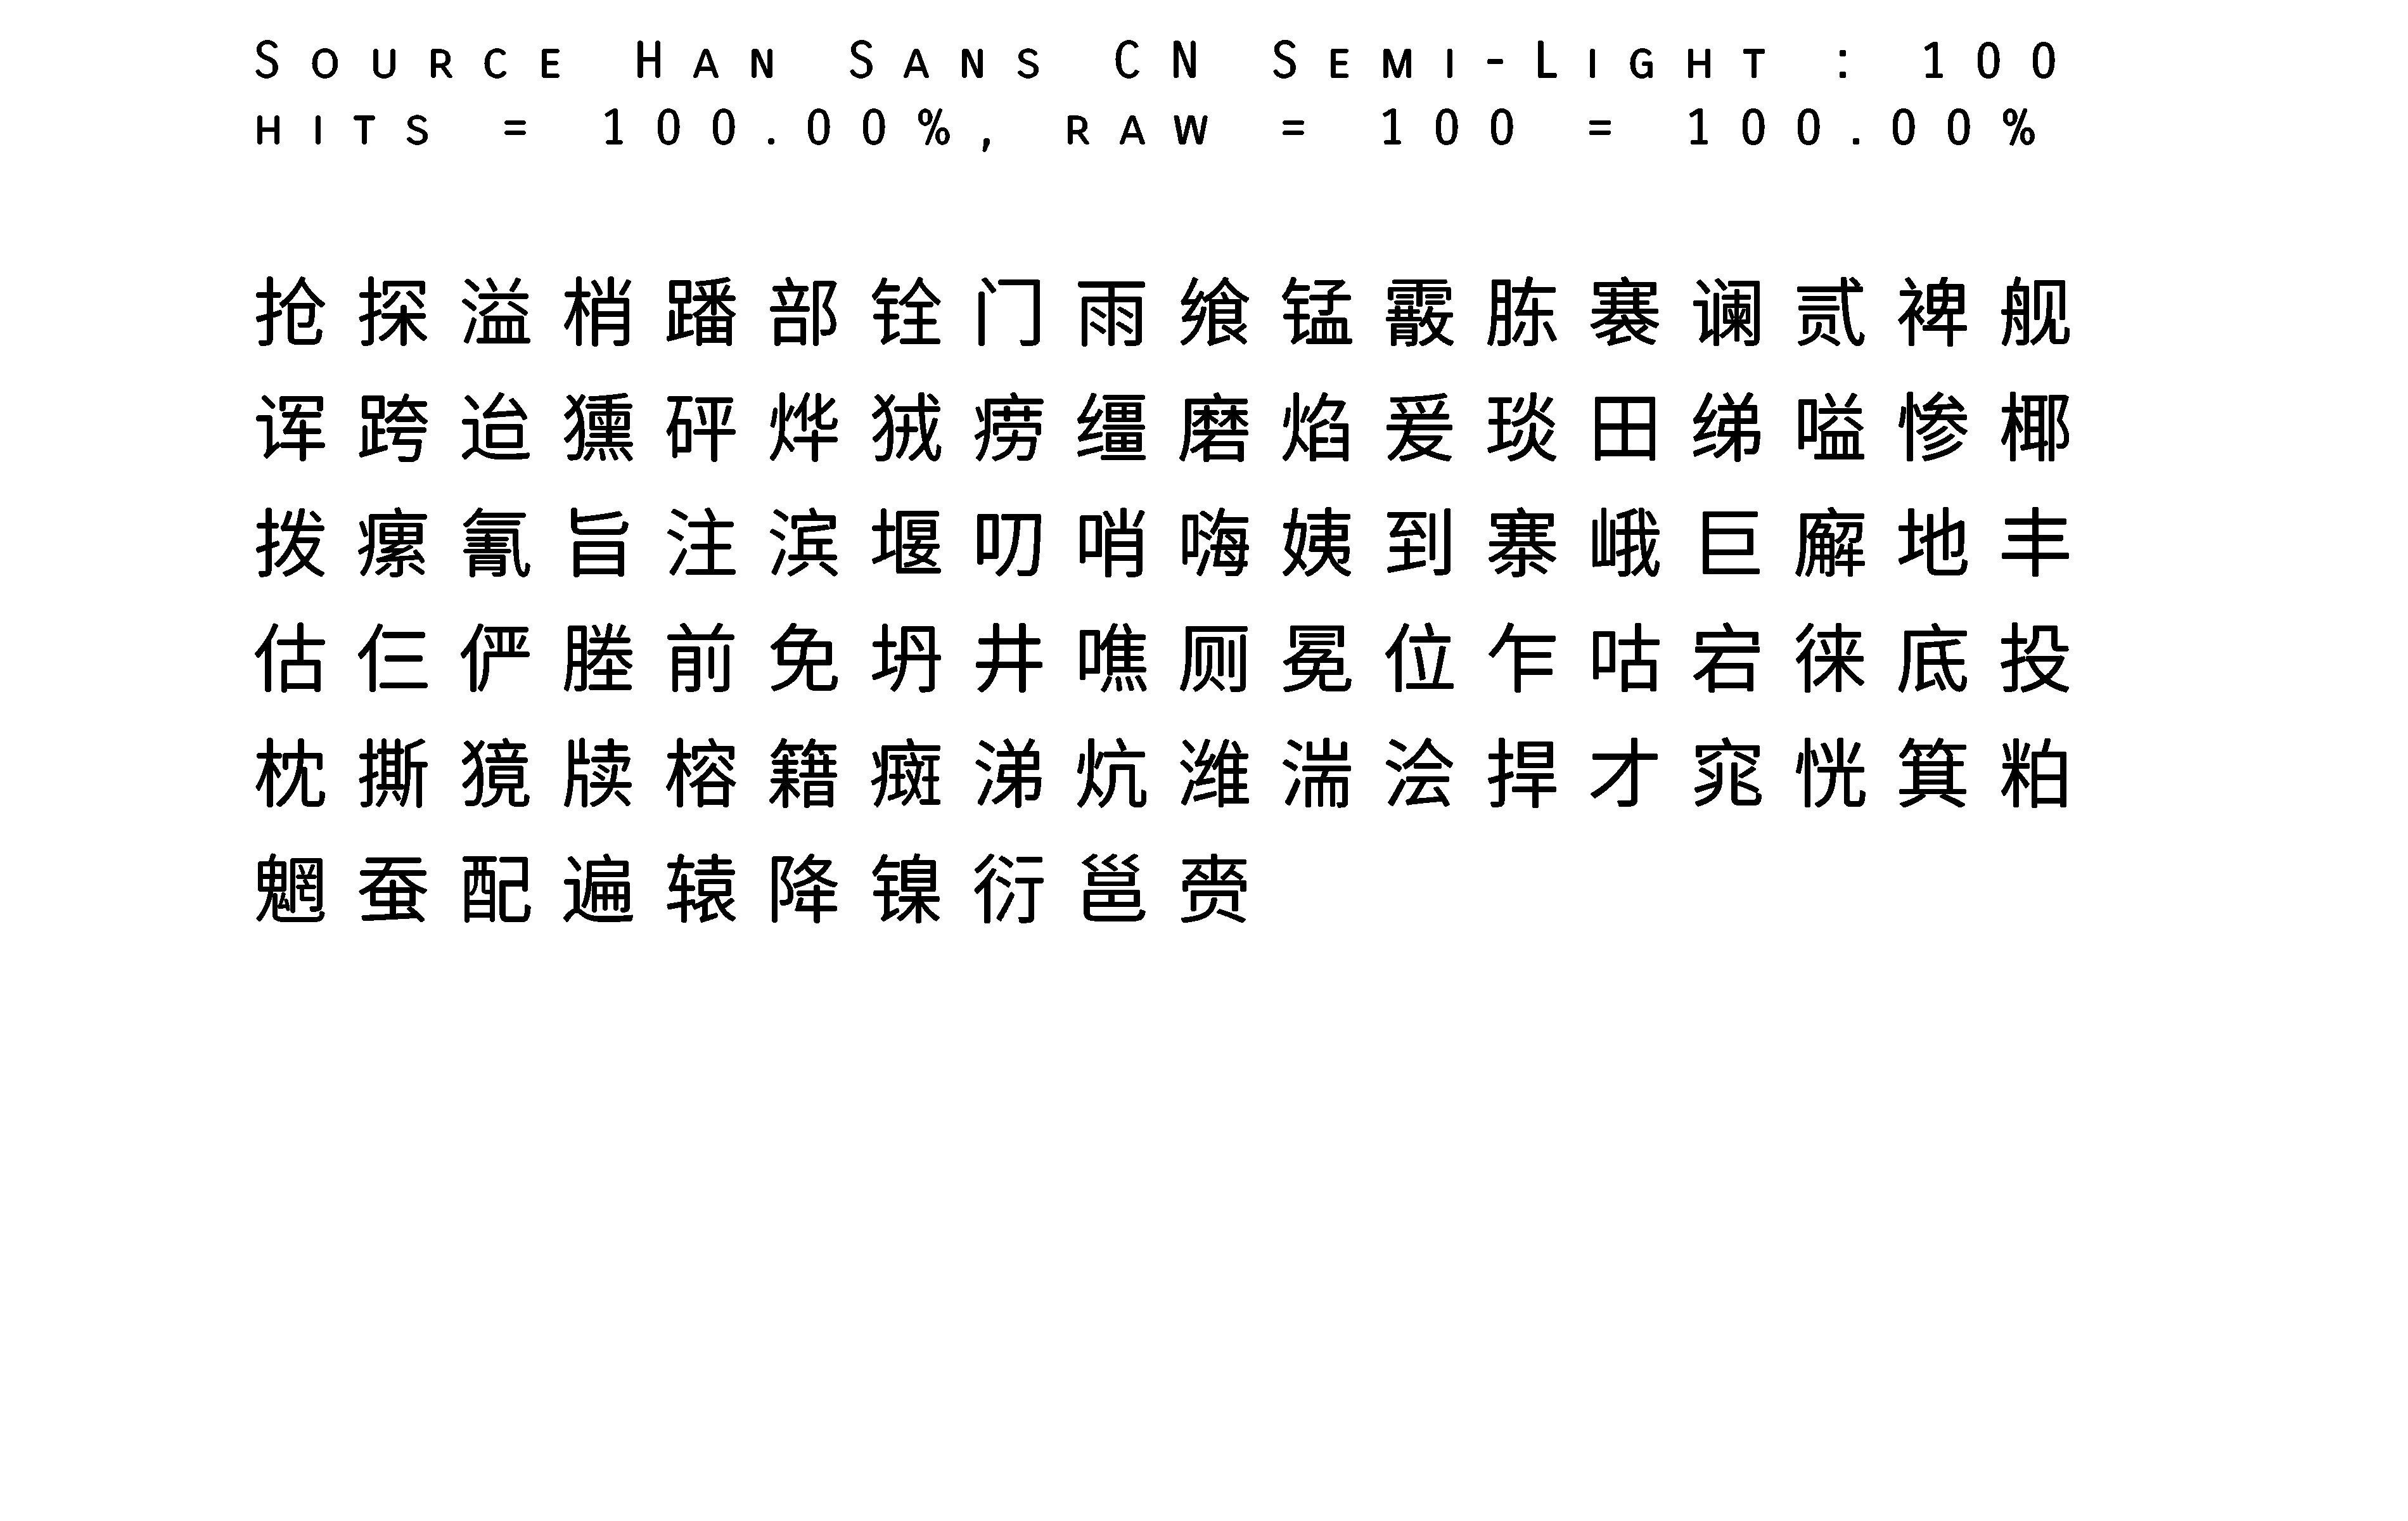 Source Han Sans CN Semi-Light : 100
hits = 100.00%, raw = 100 = 100.00%
抢探溢梢蹯部铨门雨缤锰霰胨褰谰贰裨舰
诨跨迨獯砰烨狨痨缰磨焰爰琰田绨嗑惨椰
拨瘰氰旨注滨堰叨哨嗨姨到寨峨巨廨地丰
估仨俨塍前免坍井噍厕冕位乍咕宕徕底投
枕撕獍牍榕籍癍涕炕潍湍浍捍才窕恍箕粕
魍蚕配遍辕降镍衍邕赍